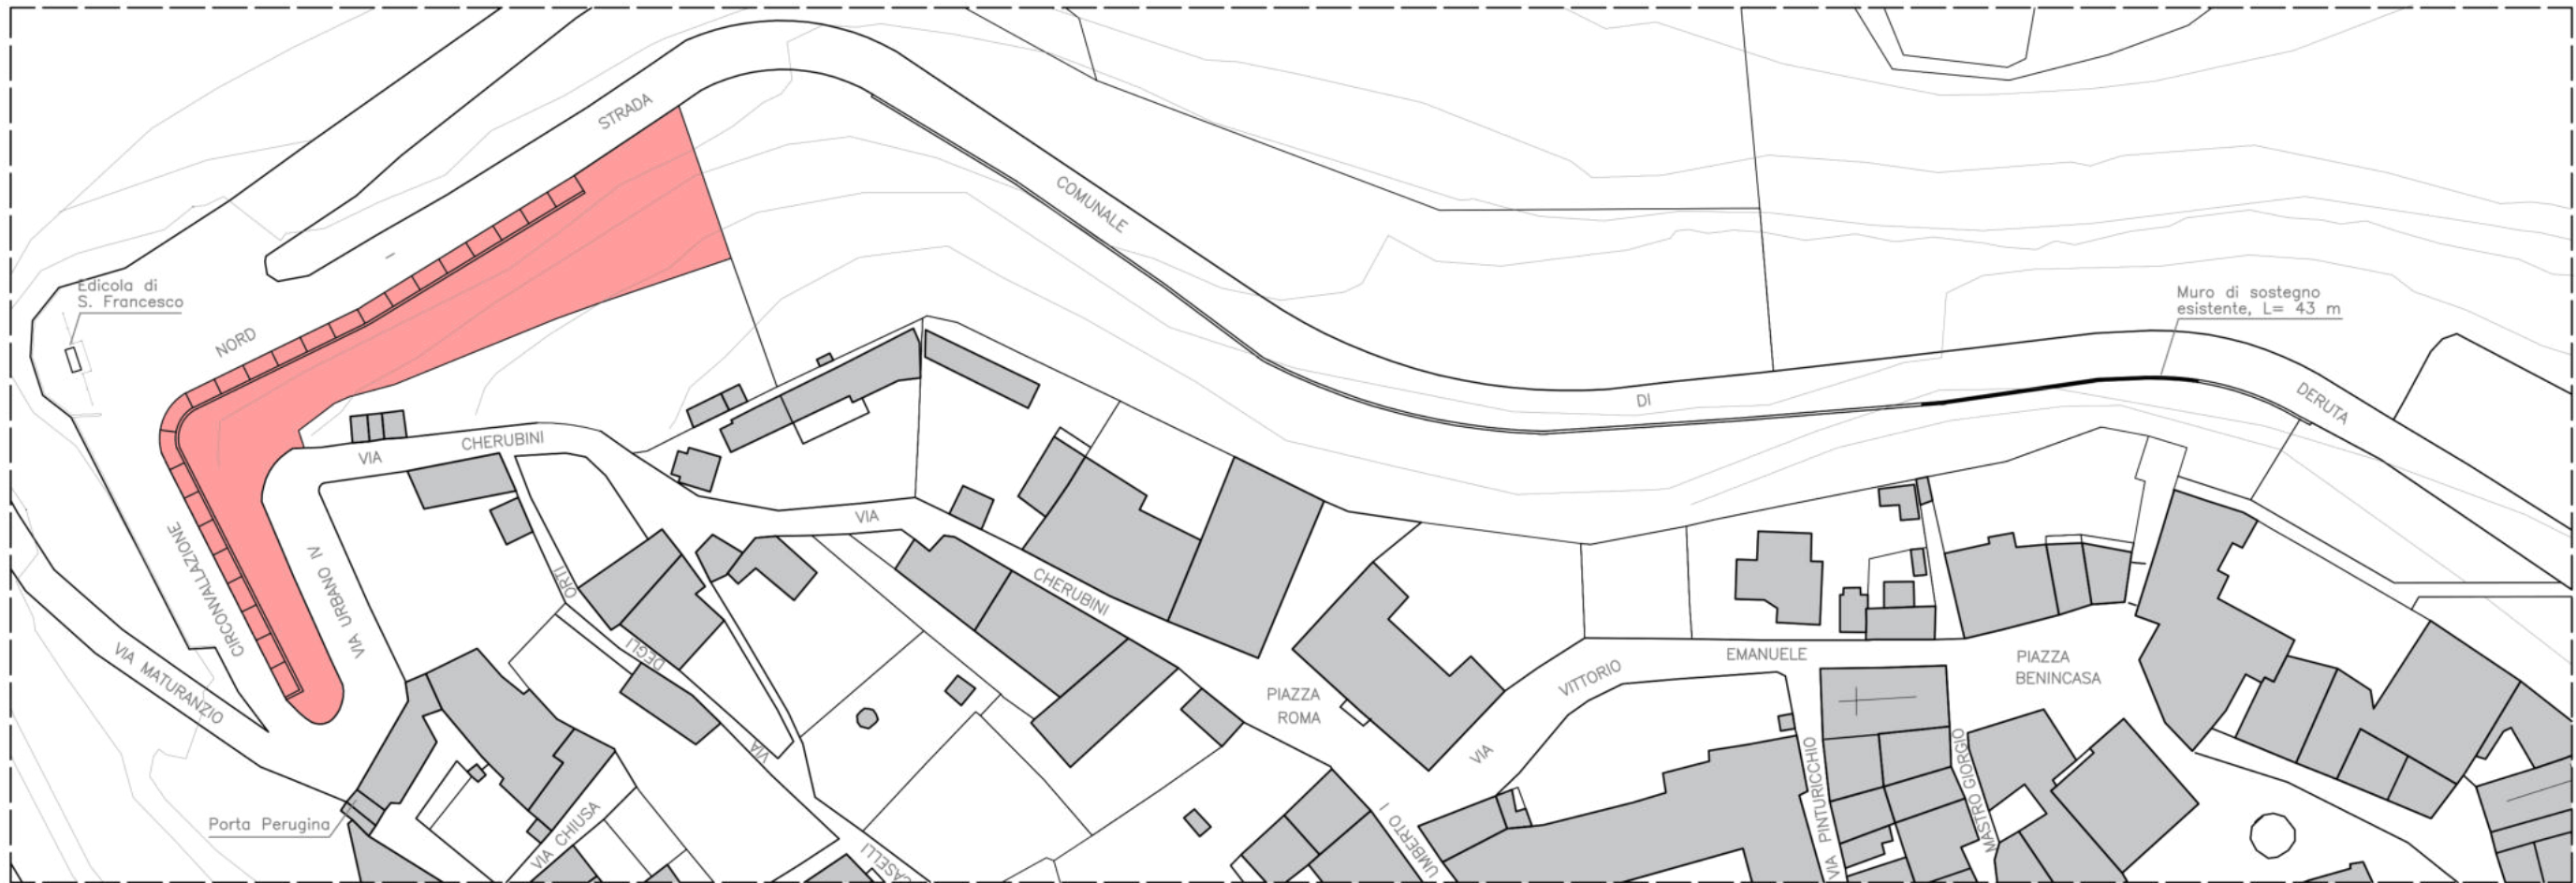 STRADA
COMUNALE
DI
DERUTA
Edicola di
S. Francesco
Muro di sostegno
esistente, L= 43 m
NORD
CIRCONVALLAZIONE
VIA CHERUBINI
VIA URBANO IV
VIA MATURANZIO
VIA CHERUBINI
ORTI
DEGLI
VIA
PIAZZA
ROMA
VIA VITTORIO EMANUELE
PIAZZA
BENINCASA
Porta Perugina
VIA CHIUSA
CASELLI
UMBERTO I
VIA PINTURICCHIO
MASTRO GIORGIO